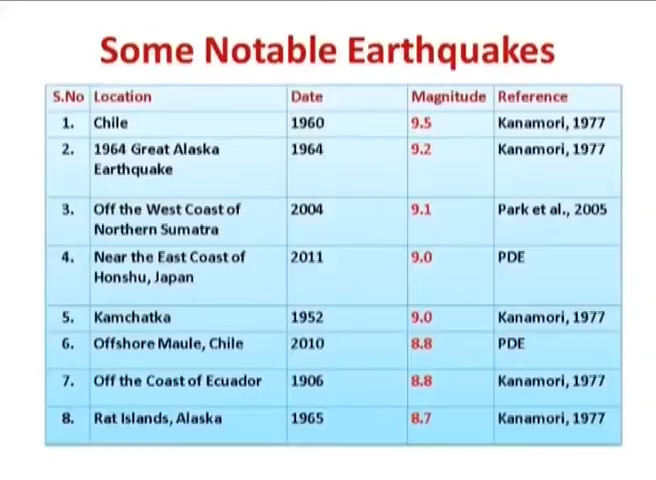 Some Notable Earthquakes
S.No Location Date Magnitude Reference
1. Chile 1960 9.5 Kanamori, 1977
2. 1964 Great Alaska 1964 9.2 Kanamori, 1977
Earthquake
3. Off the West Coast of 2004 9.1 Park et al., 2005
Northern Sumatra
4. Near the East Coast of 2011 9.0 PDE
Honshu, Japan
5. Kamchatka 1952 9.0 Kanamori, 1977
6. Offshore Maule, Chile 2010 8.8 PDE
7. Off the Coast of Ecuador 1906 8.8 Kanamori, 1977
8. Rat Islands, Alaska 1965 8.7 Kanamori, 1977